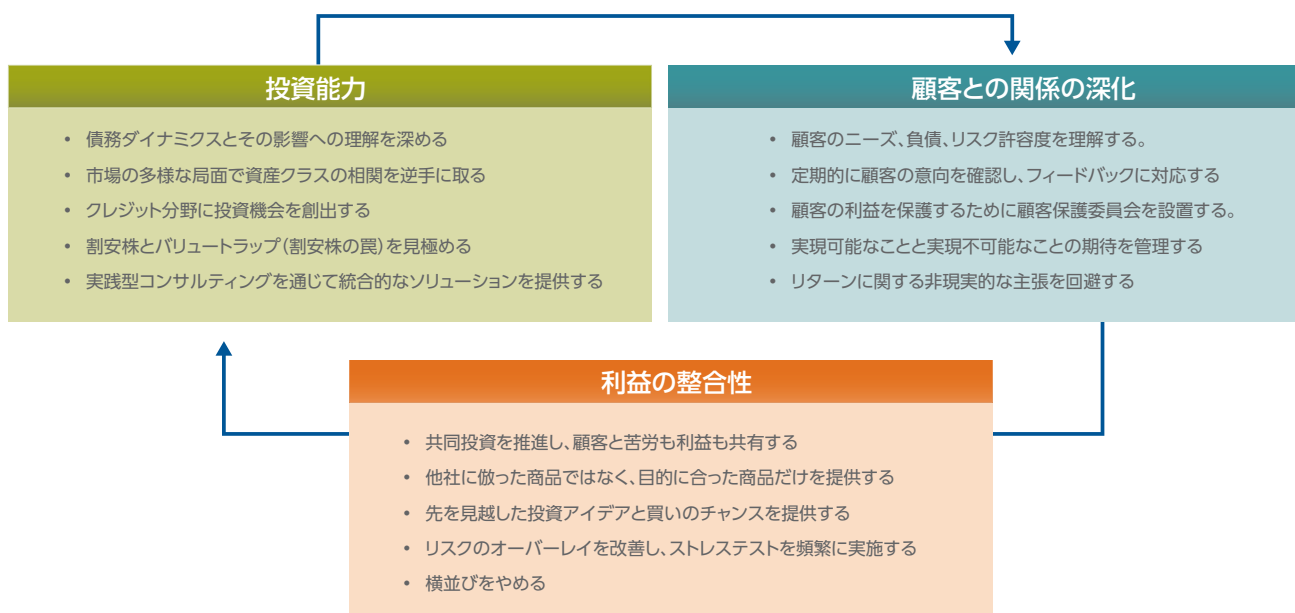 投資能力
• 債務ダイナミクスとその影響への理解を深める
• 市場の多様な局面で資産クラスの相関を逆手に取る
• クレジット分野に投資機会を創出する
• 割安株とバリュートラップ(割安株の罠)を見極める
• 実践型コンサルティングを通じて統合的なソリューションを提供する
顧客との関係の深化
• 顧客のニーズ、負債、リスク許容度を理解する。
• 定期的に顧客の意向を確認し、フィードバックに対応する
• 顧客の利益を保護するために顧客保護委員会を設置する。
• 実現可能なことと実現不可能なことの期待を管理する
• リターンに関する非現実的な主張を回避する
利益の整合性
• 共同投資を推進し、顧客と苦労も利益も共有する
• 他社に倣った商品ではなく、目的に合った商品だけを提供する
• 先を見越した投資アイデアと買いのチャンスを提供する
• リスクのオーバーレイを改善し、ストレステストを頻繁に実施する
• 横並びをやめる